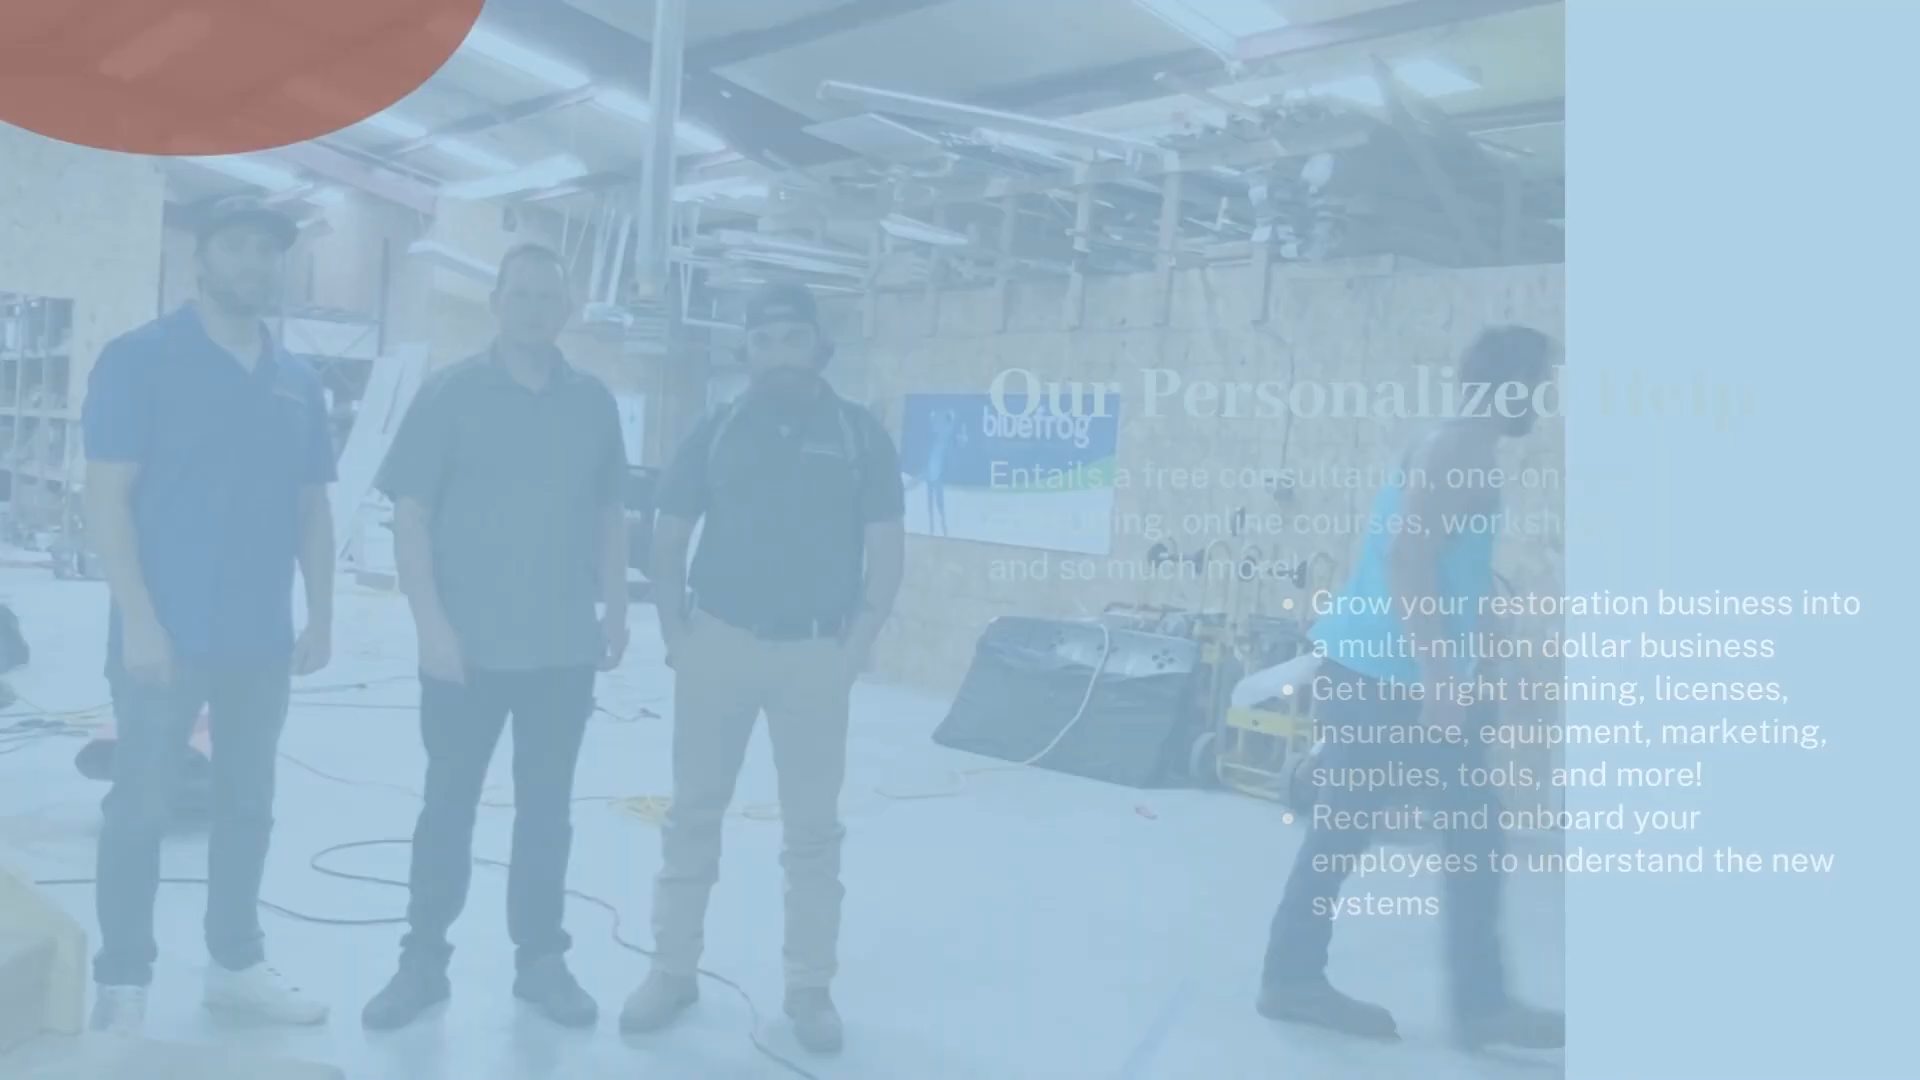 Our Personalized Help
bluefrog
Entails a free consultation, one-on-
online courses,
and so much more!
• Grow your restoration business into
a multi-million dollar business
• Get the right training, licenses,
insurance, equipment, marketing,
supplies, tools, and more!
• Recruit and onboard your
employees to understand the new
systems